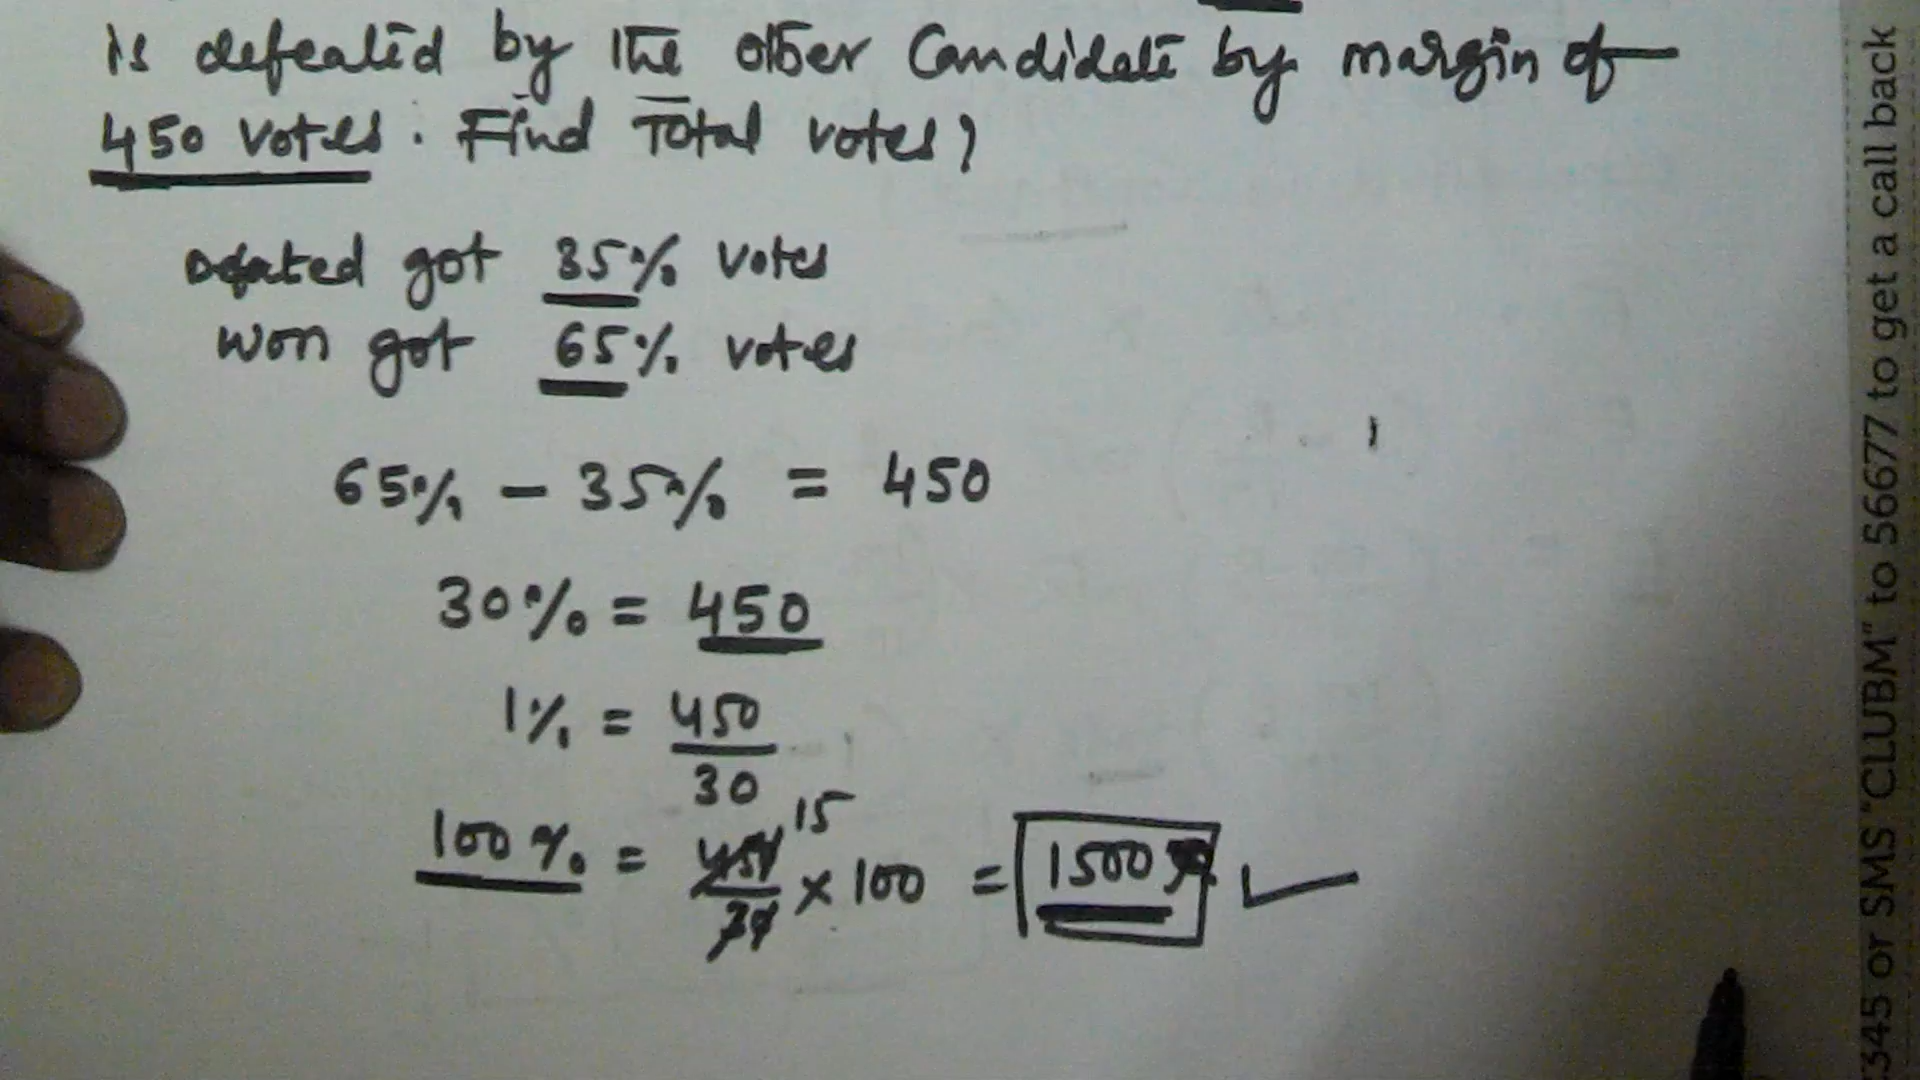 is defeated by the other Candidate by margin of
450 votes. Find Total votes?
Defeated got 35% votes
won got 65% votes
65% - 35% = 450
30% = 450
1% = 450/30
100% = 450/30 15 × 100 = 1500
345 or SMS "CLUBM" to 56677 to get a call back